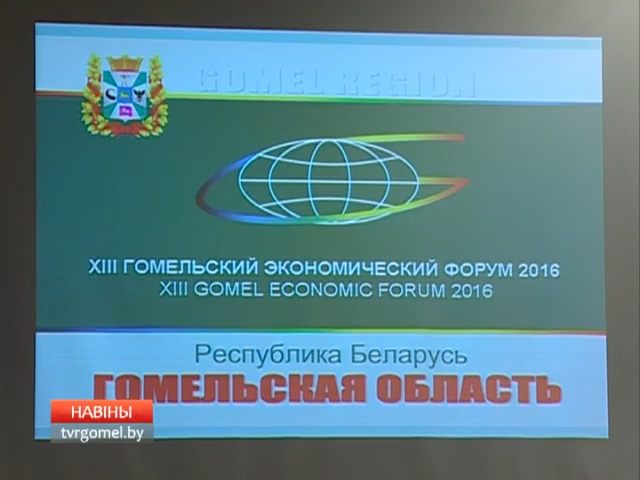 GOMEL REGION
XIII ГОМЕЛЬСКИЙ ЭКОНОМИЧЕСКИЙ ФОРУМ 2016
XIII GOMEL ECONOMIC FORUM 2016
Республика Беларусь
ГОМЕЛЬСКАЯ ОБЛАСТЬ
НАВІНЫ
tvrgomel.by